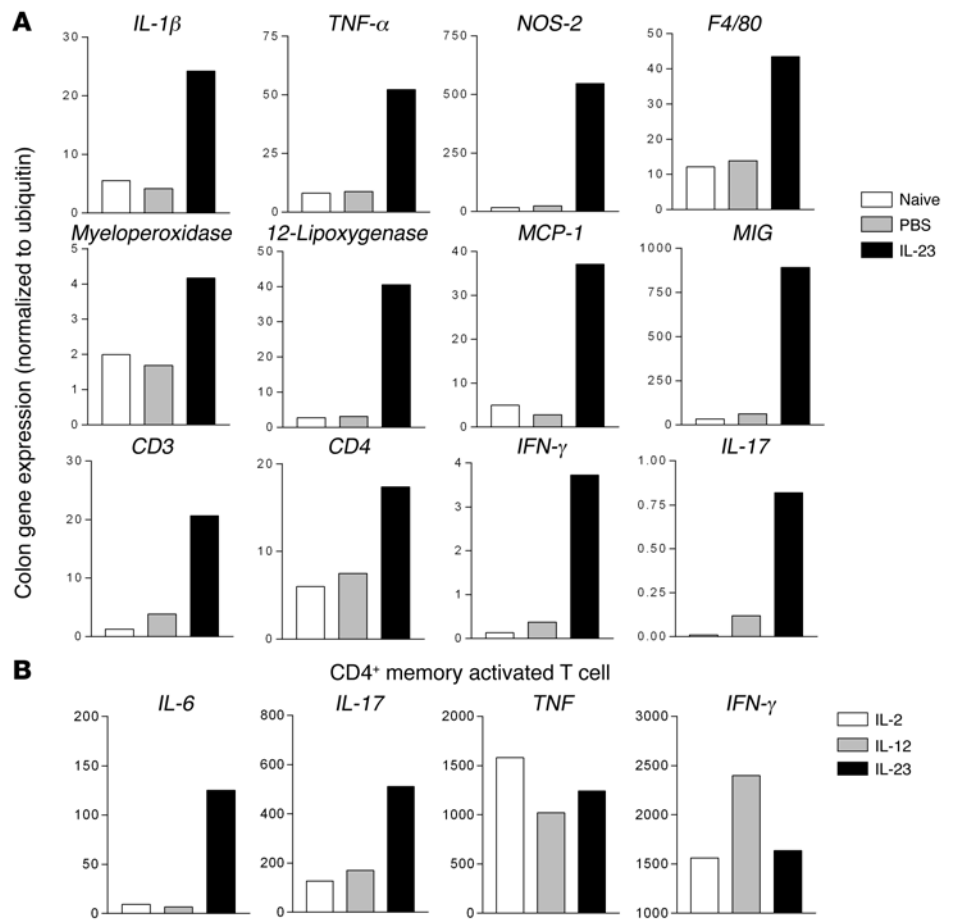 A
IL-1β TNF-α NOS-2 F4/80
30 20 10 0
75 50 25 0
750 500 250 0
50 40 30 20 10 0
Colon gene expression (normalized to ubiquitin)
Naive
PBS
IL-23
Myeloperoxidase 12-Lipoxygenase MCP-1 MIG
5 4 3 2 1 0
50 40 30 20 10 0
40 30 20 10 0
1000 750 500 250 0
CD3 CD4 IFN-γ IL-17
30 20 10 0
20 10 0
4 3 2 1 0
1.00 0.75 0.50 0.25 0.00
B
CD4⁺ memory activated T cell
IL-6 IL-17 TNF IFN-γ
200 150 100 50 0
800 600 400 200 0
2000 1500 1000 500 0
3000 2500 2000 1500 1000
IL-2
IL-12
IL-23